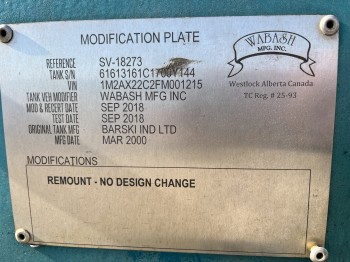 MODIFICATION PLATE
WABASH
MFG. INC.
Westlock Alberta Canada
TC Reg. # 25-93
REFERENCE SV-18273
TANK S/N 61613161C1700Y144
VIN 1M2AX22C2FM001215
TANK VEH MODIFIER WABASH MFG INC
MOD & RECERT DATE SEP 2018
TEST DATE SEP 2018
ORIGINAL TANK MFG BARSKI IND LTD
MFG DATE MAR 2000
MODIFICATIONS
REMOUNT - NO DESIGN CHANGE